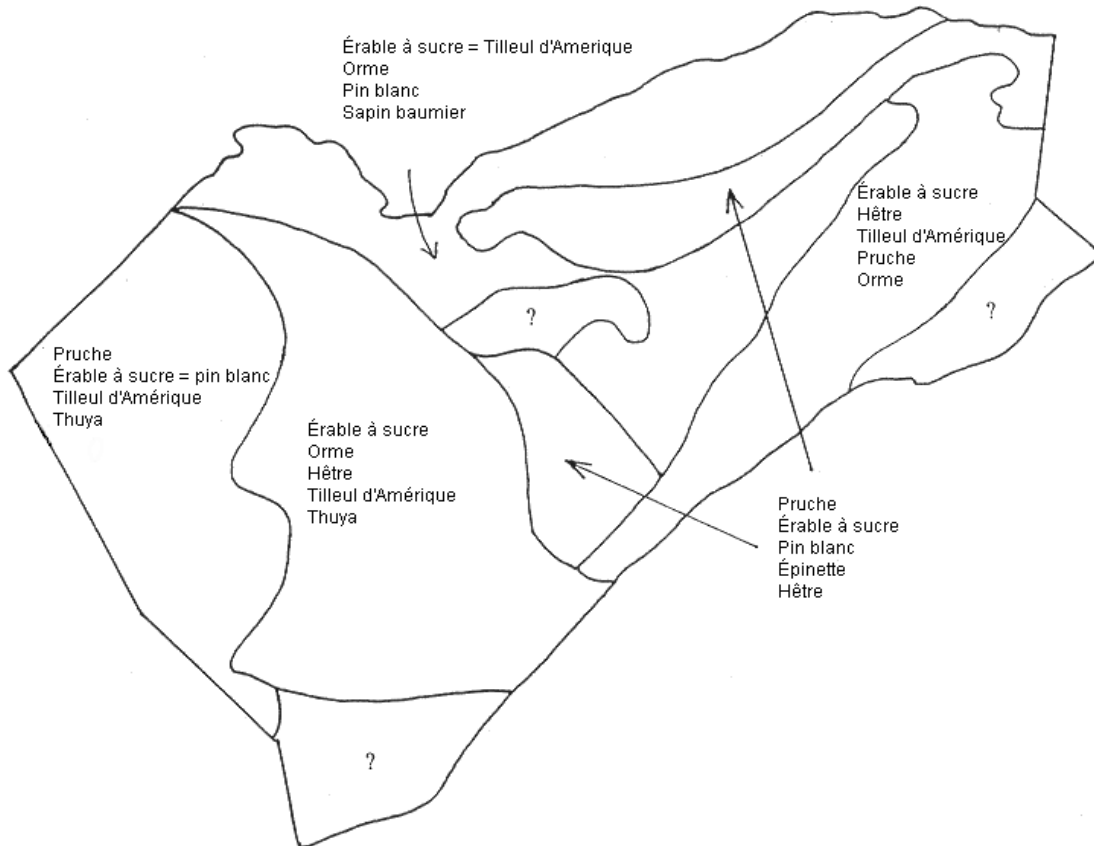 Érable à sucre = Tilleul d'Amerique
Orme
Pin blanc
Sapin baumier
Érable à sucre
Hêtre
Tilleul d'Amérique
Pruche
Orme
?
?
Pruche
Érable à sucre = pin blanc
Tilleul d'Amérique
Thuya
Érable à sucre
Orme
Hêtre
Tilleul d'Amérique
Thuya
Pruche
Érable à sucre
Pin blanc
Épinette
Hêtre
?